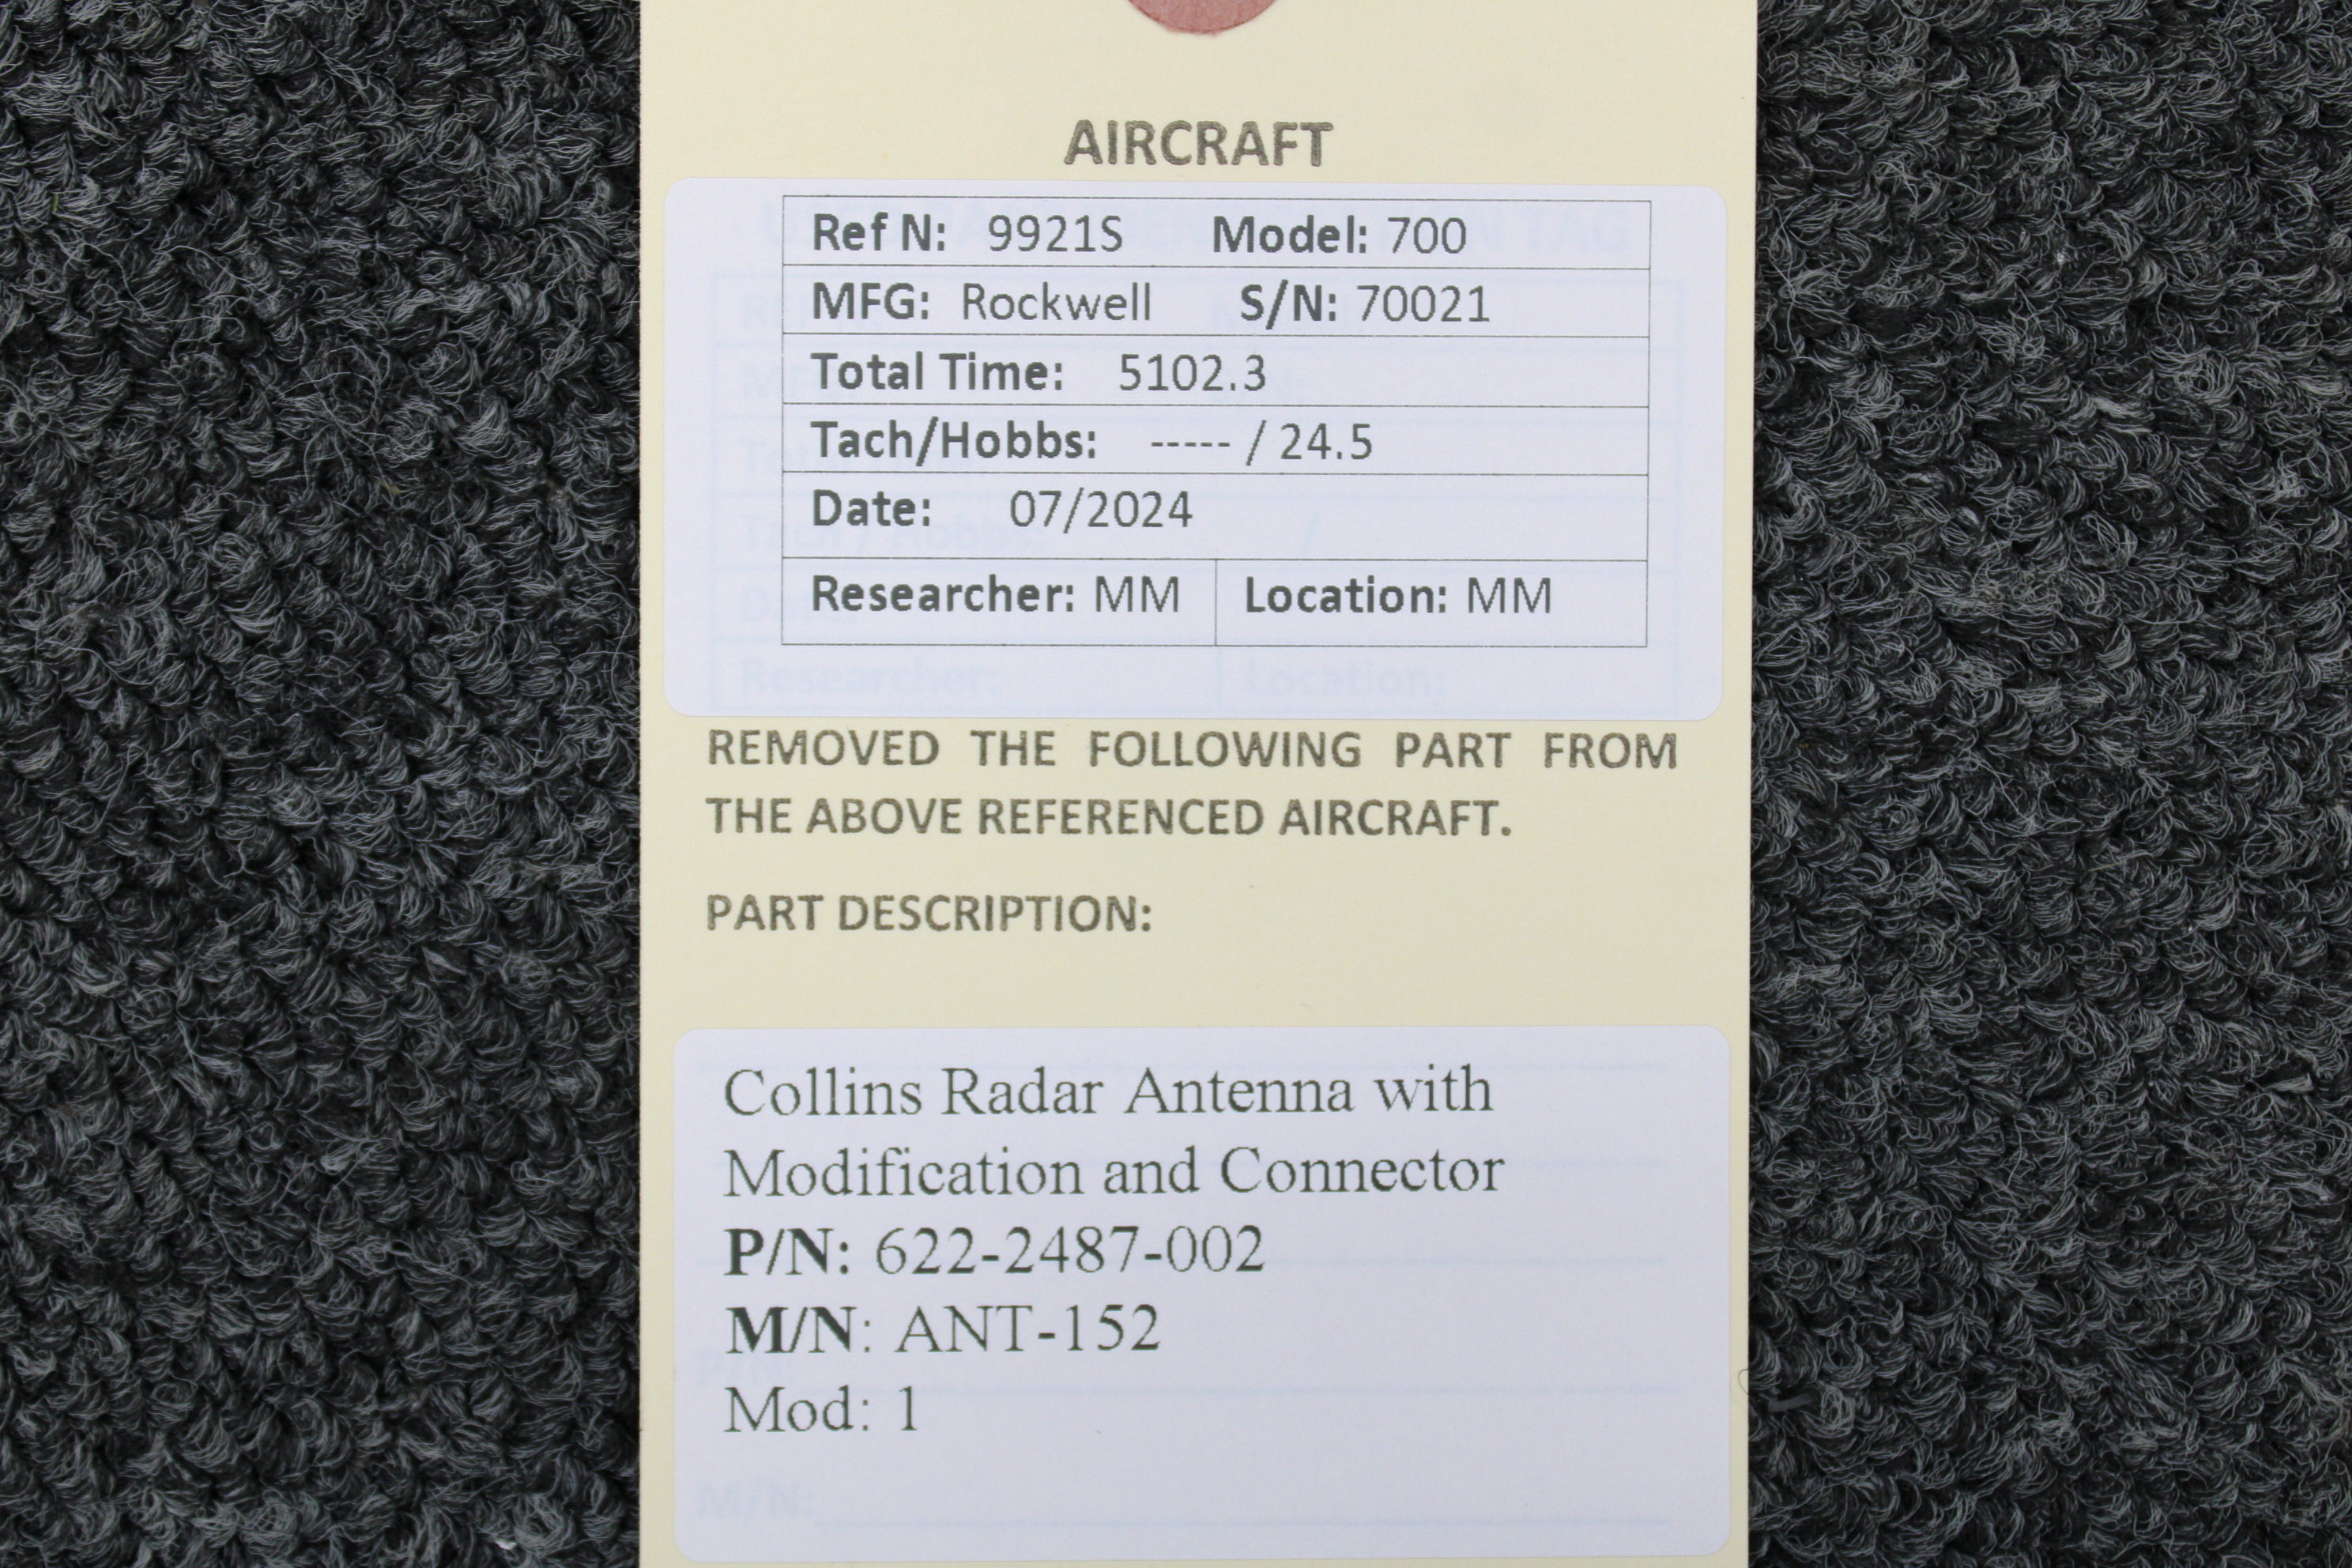 AIRCRAFT
Ref N: 9921S Model: 700
MFG: Rockwell S/N: 70021
Total Time: 5102.3
Tach/Hobbs: ----- / 24.5
Date: 07/2024
Researcher: MM Location: MM
REMOVED THE FOLLOWING PART FROM
THE ABOVE REFERENCED AIRCRAFT.
PART DESCRIPTION:
Collins Radar Antenna with
Modification and Connector
P/N: 622-2487-002
M/N: ANT-152
Mod: 1